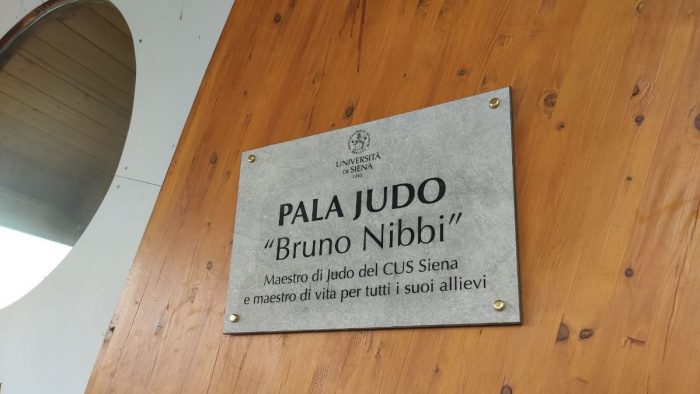 UNIVERSITÀ
DI SIENA
1240
PALA JUDO
“Bruno Nibbi”
Maestro di Judo del CUS Siena
e maestro di vita per tutti i suoi allievi